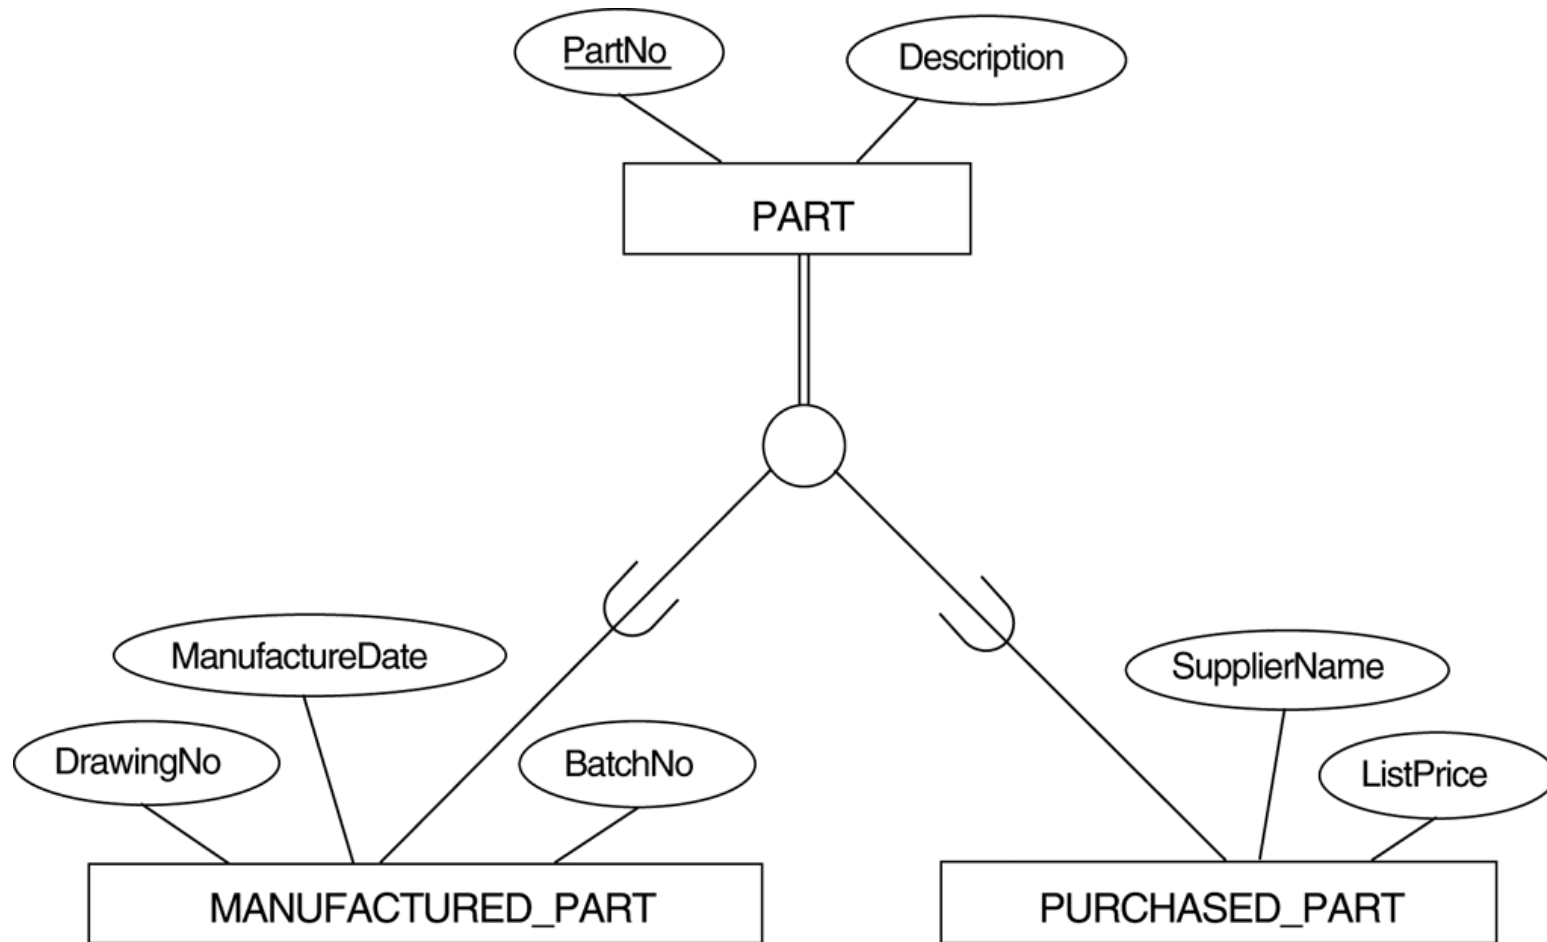 PartNo
Description
PART
ManufactureDate
SupplierName
DrawingNo
BatchNo
ListPrice
MANUFACTURED_PART
PURCHASED_PART